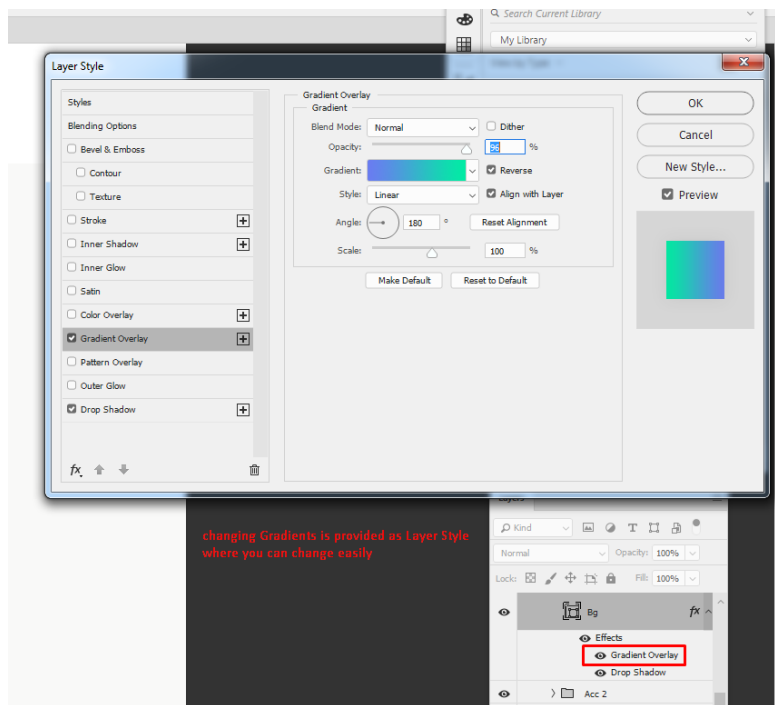 Search Current Library
My Library
Layer Style
Styles
Blending Options
Bevel & Emboss
Contour
Texture
Stroke
Inner Shadow
Inner Glow
Satin
Color Overlay
Gradient Overlay
Pattern Overlay
Outer Glow
Drop Shadow
fx
Gradient Overlay
Gradient
Blend Mode: Normal Dither
Opacity: 96 %
Gradient: Reverse
Style: Linear Align with Layer
Angle: 180 ° Reset Alignment
Scale: 100 %
Make Default Reset to Default
OK
Cancel
New Style...
Preview
changing Gradients is provided as Layer Style
where you can change easily
Layers
Kind
Normal Opacity: 100%
Lock: Fill: 100%
Bg fx
Effects
Gradient Overlay
Drop Shadow
Acc 2